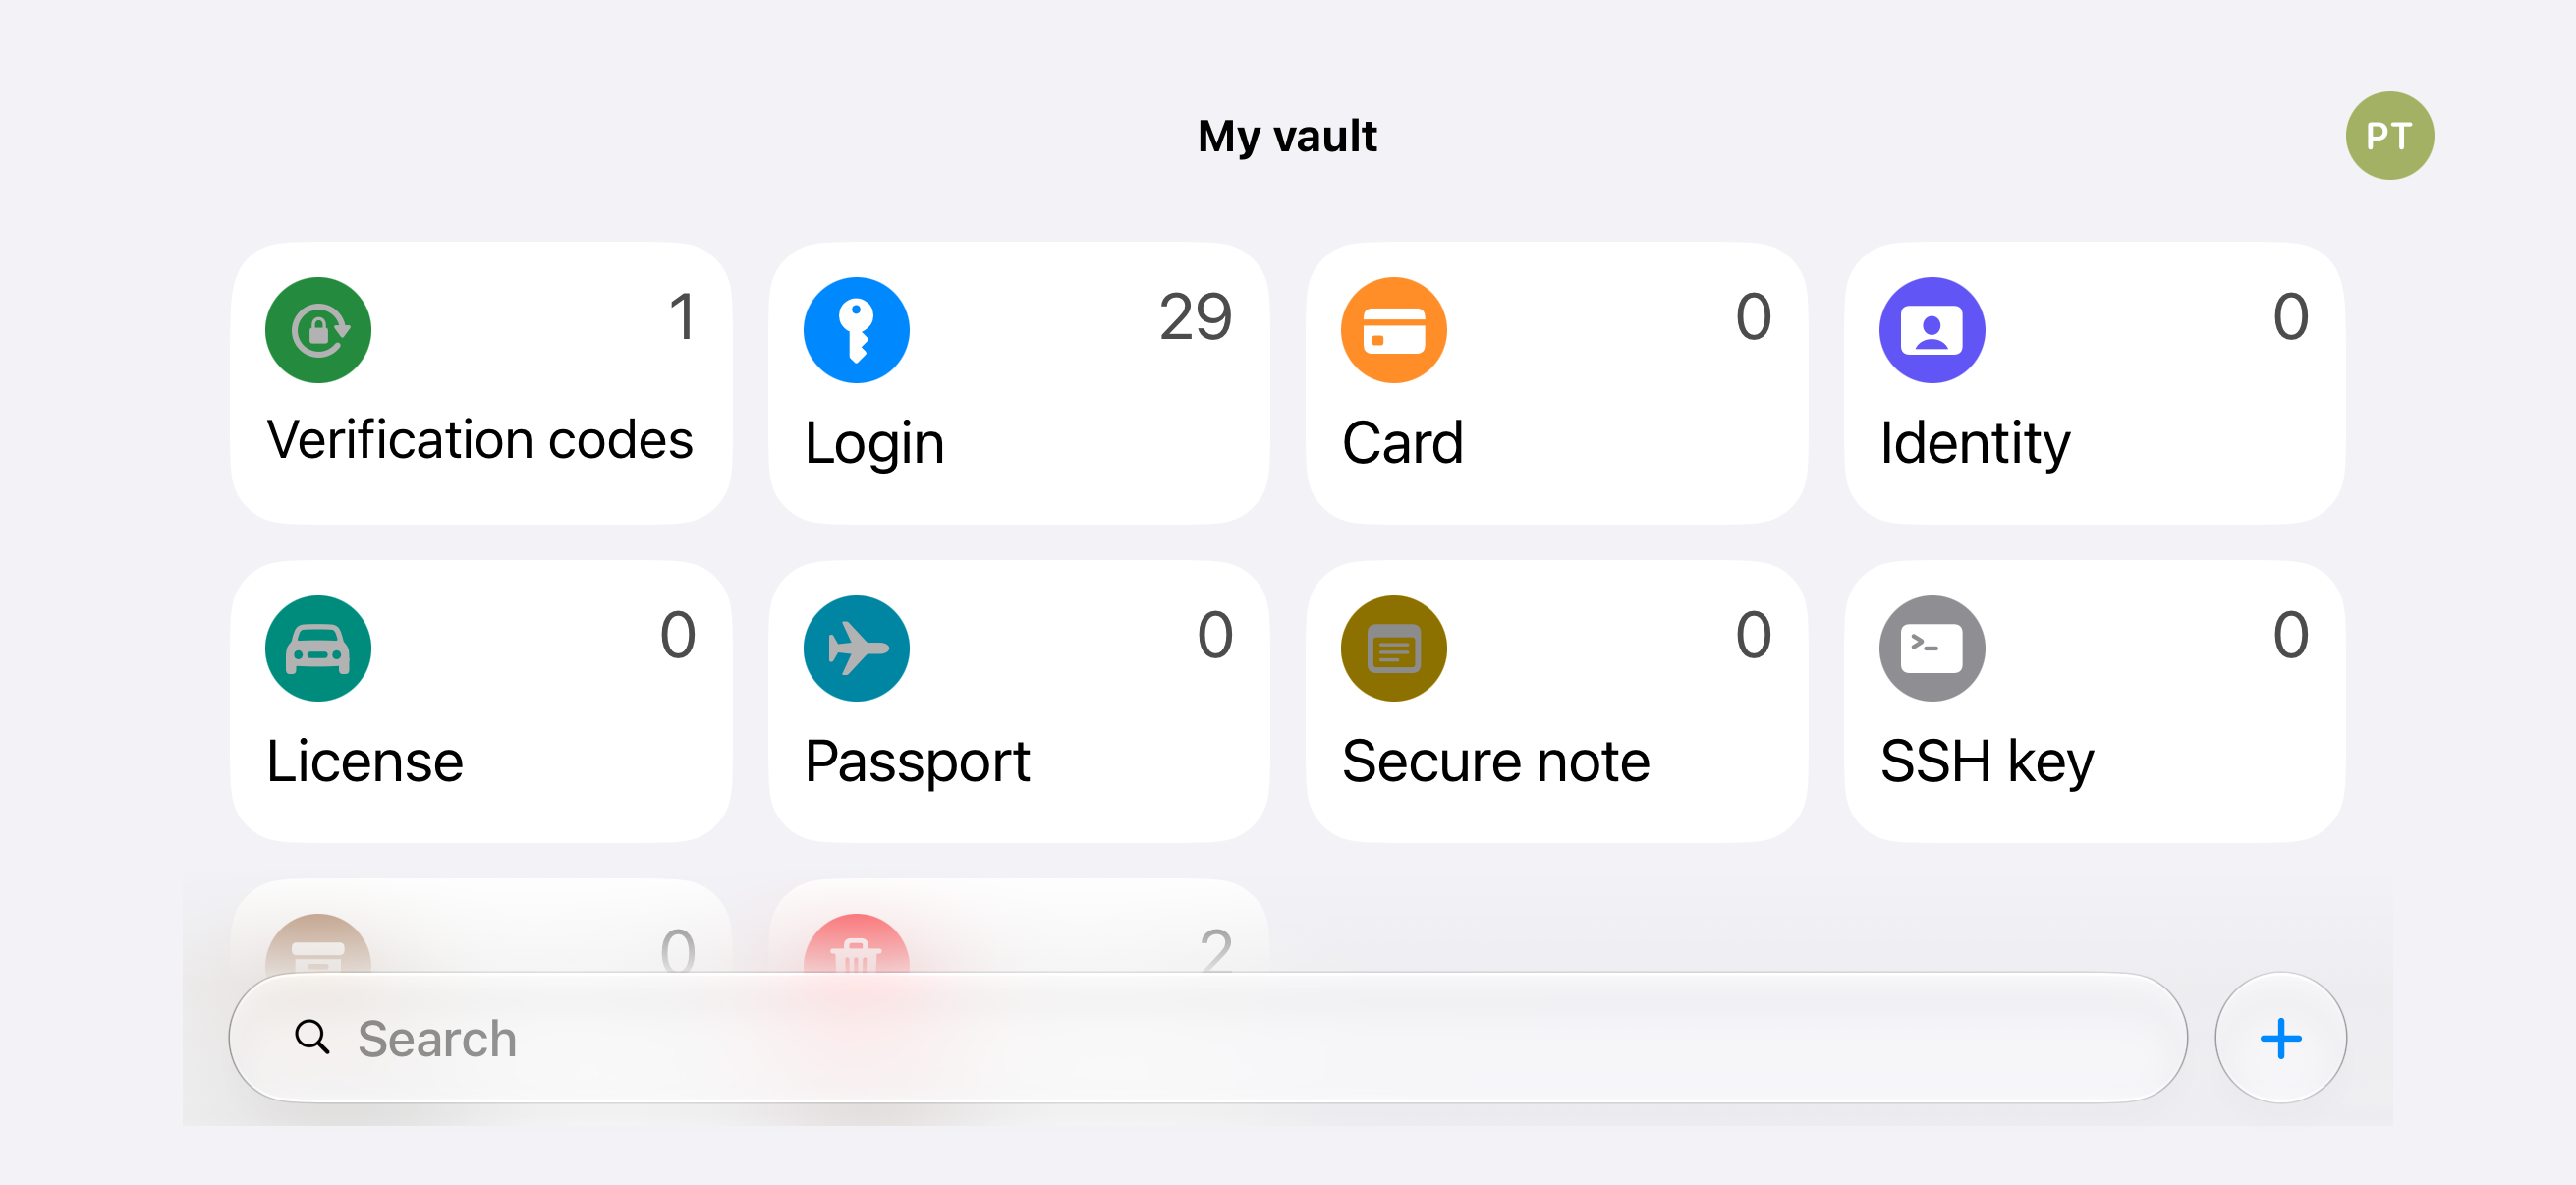 My vault
PT
1
Verification codes
29
Login
0
Card
0
Identity
0
License
0
Passport
0
Secure note
0
SSH key
0
2
Search